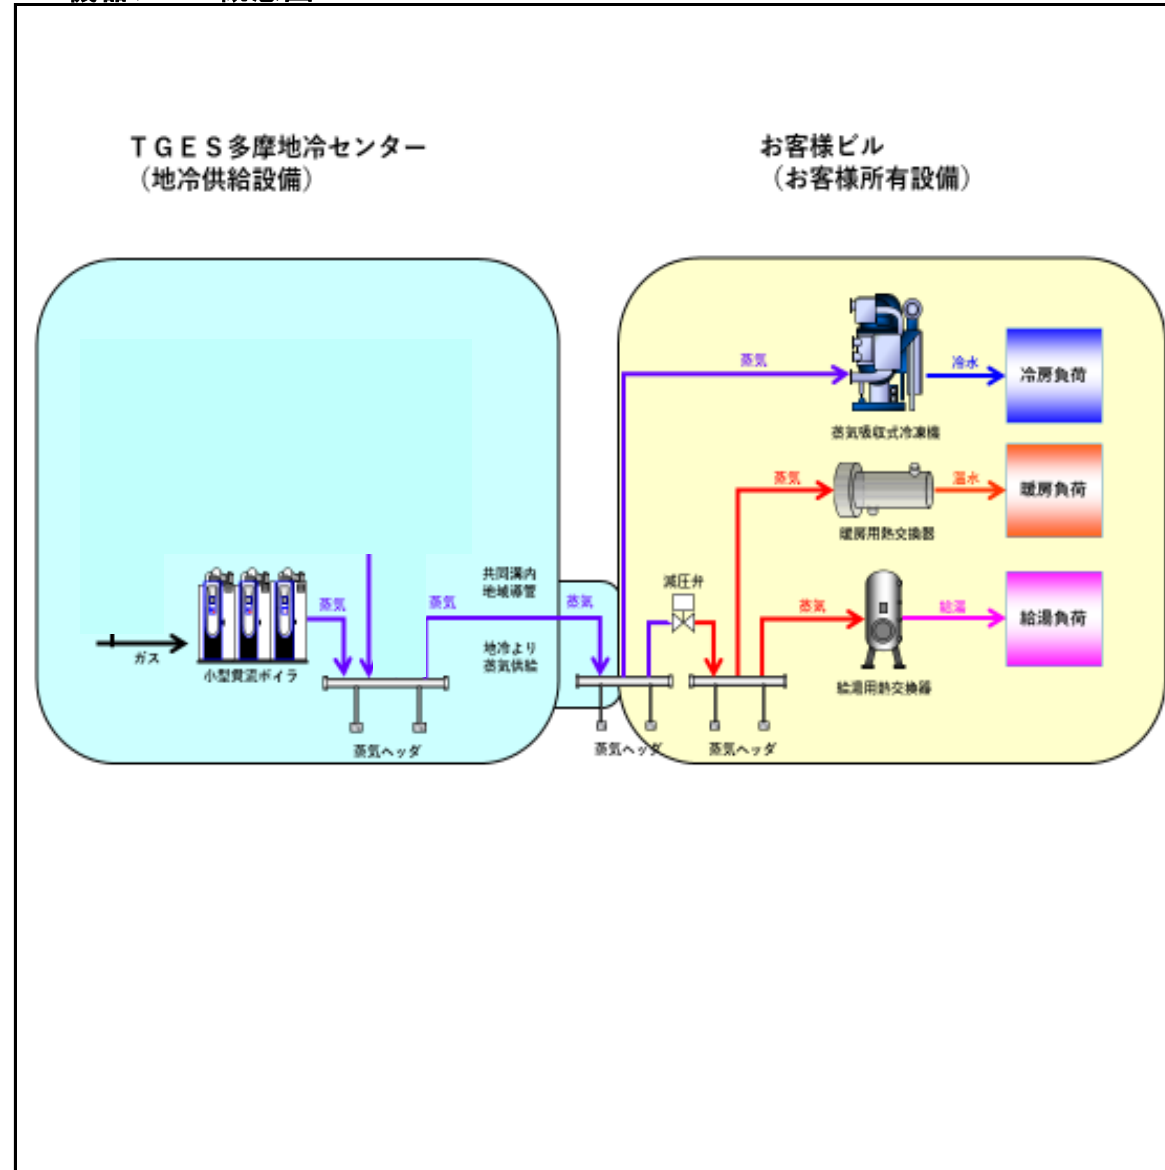 ＴＧＥＳ多摩地冷センター
（地冷供給設備）
お客様ビル
（お客様所有設備）
蒸気
冷水
冷房負荷
蒸気吸収式冷凍機
蒸気
温水
暖房負荷
暖房用熱交換器
共同溝内
地域導管
減圧弁
蒸気
蒸気
蒸気
蒸気
給湯
給湯負荷
ガス
小型貫流ボイラ
地冷より
蒸気供給
給湯用熱交換器
蒸気ヘッダ
蒸気ヘッダ
蒸気ヘッダ